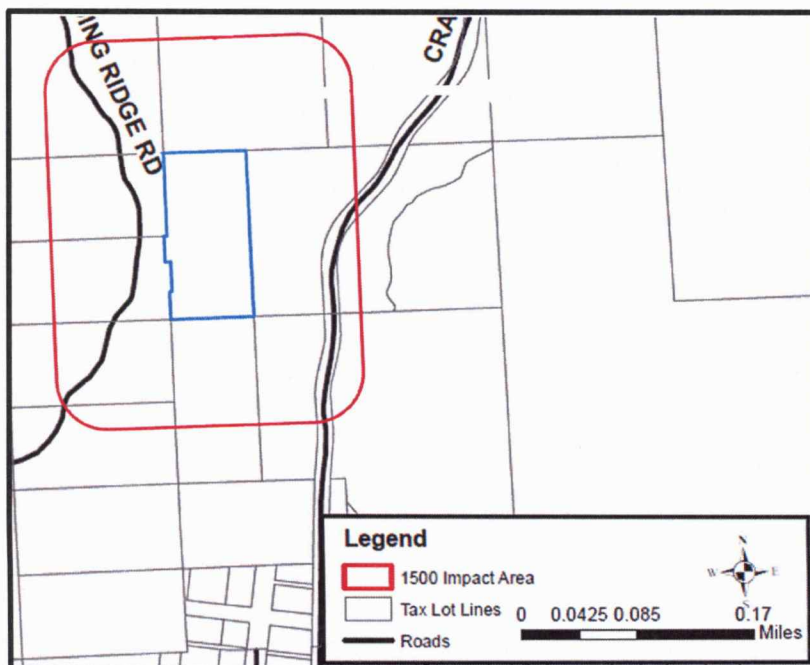 DING RIDGE RD
CRA
Legend
1500 Impact Area
Tax Lot Lines
Roads
N
W E
S
0 0.0425 0.085 0.17
Miles